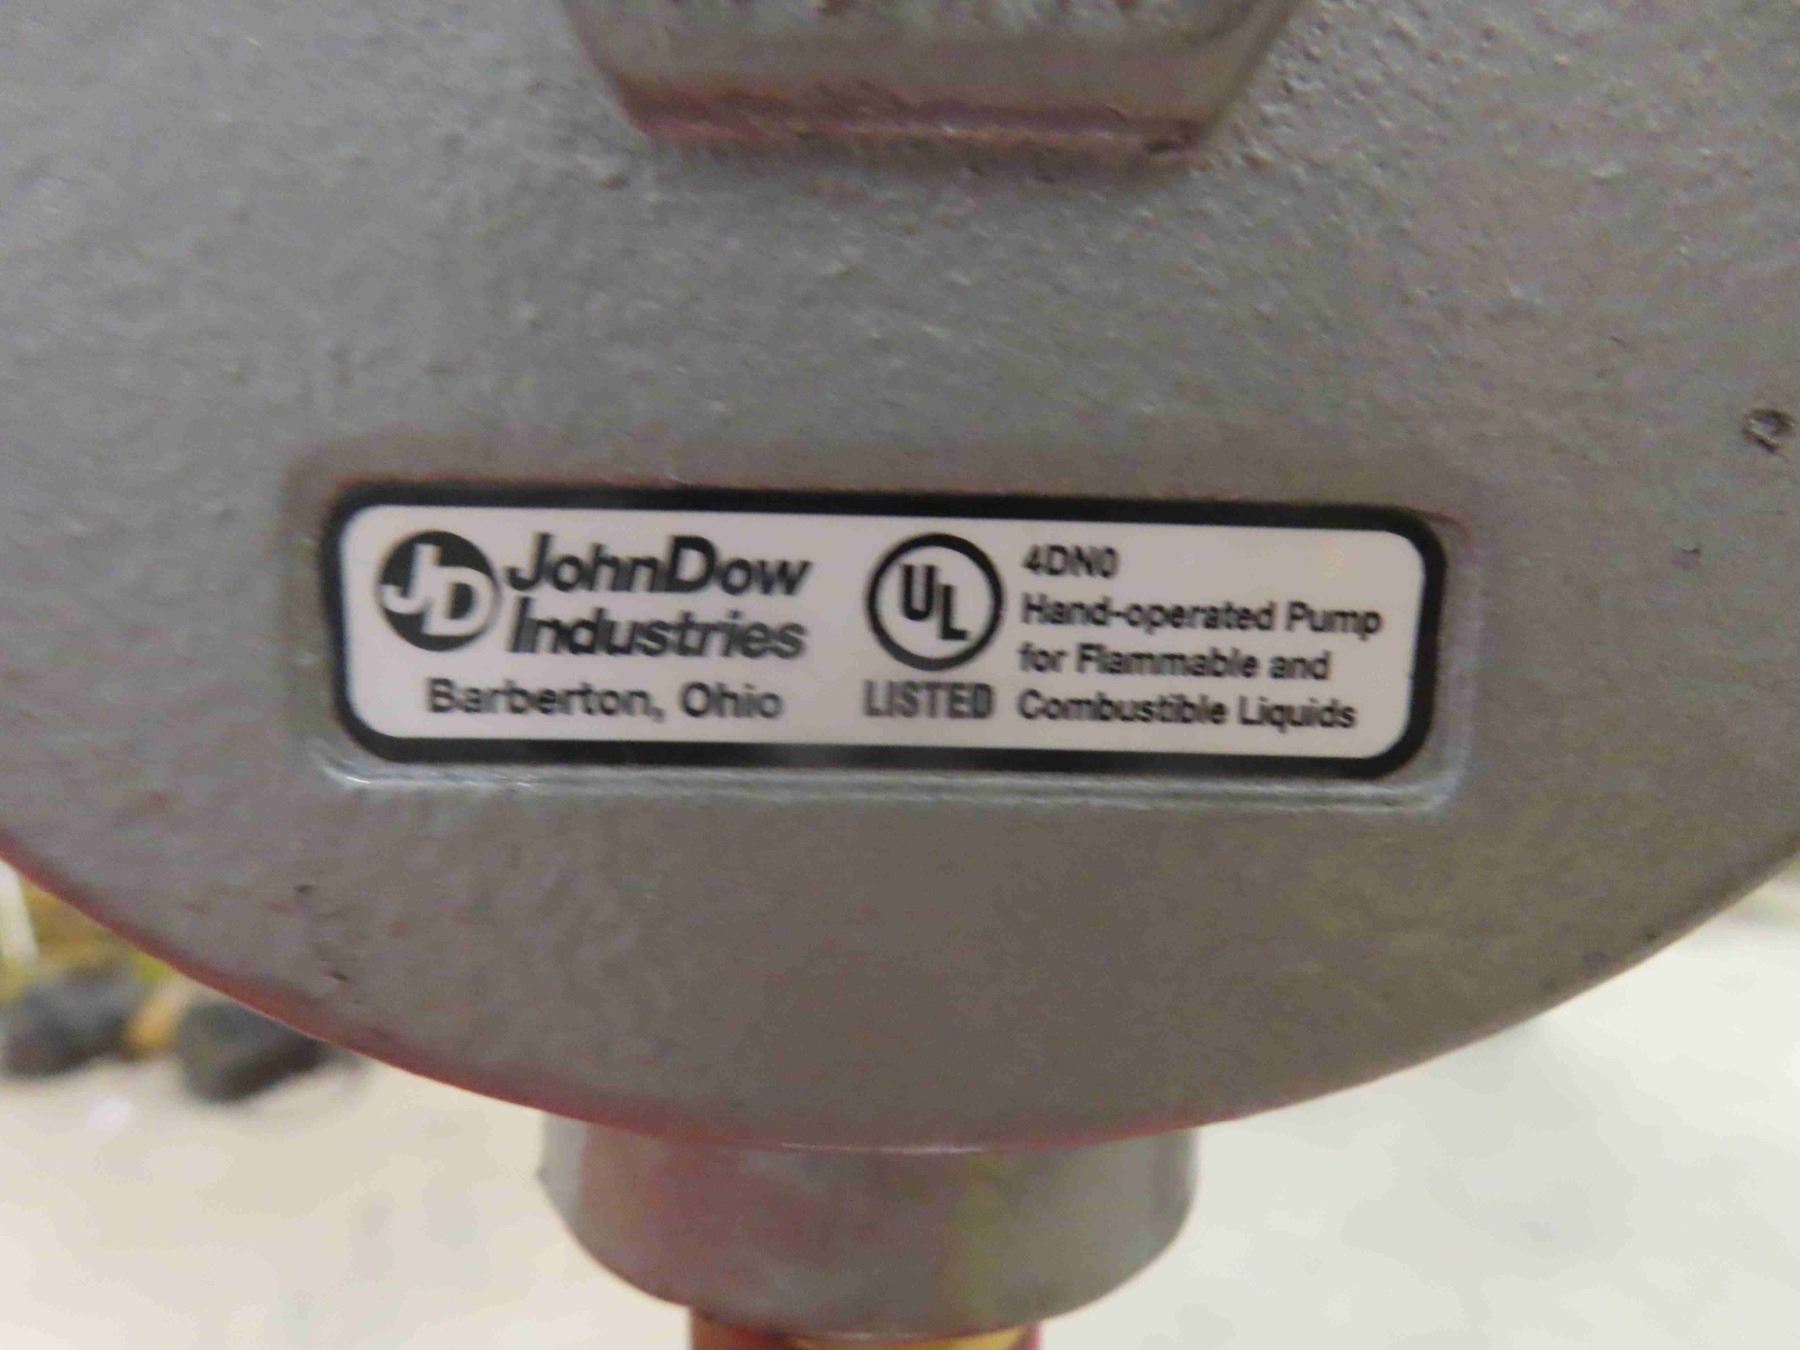 JD JohnDow
Industries
Barberton, Ohio
UL
LISTED
4DN0
Hand-operated Pump
for Flammable and
Combustible Liquids